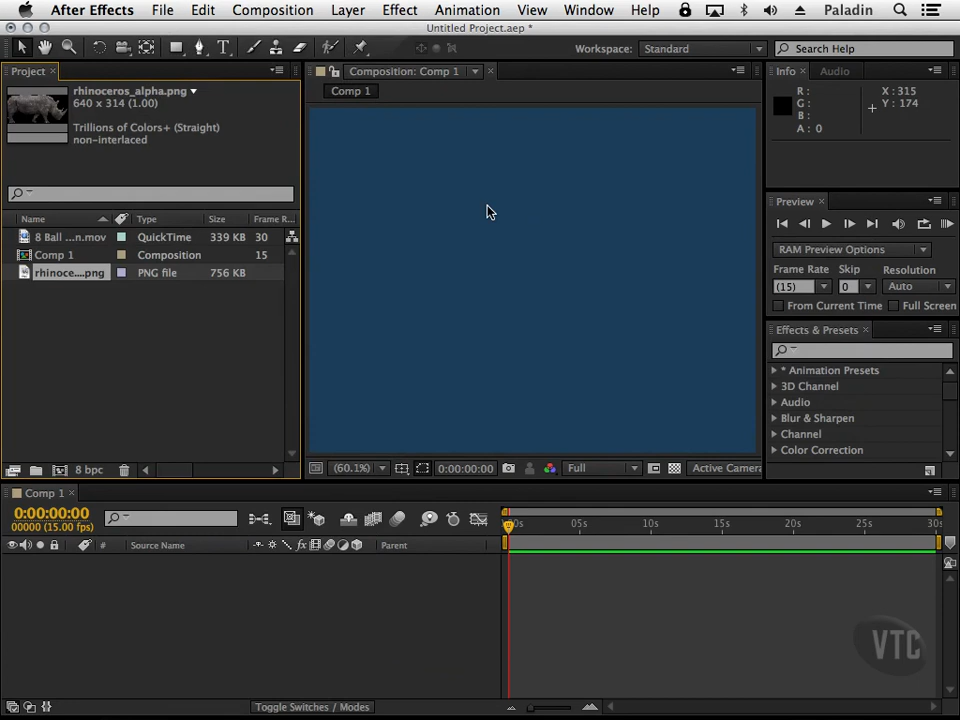 After Effects File Edit Composition Layer Effect Animation View Window Help Paladin
Untitled Project.aep *
Workspace: Standard Search Help
Project × Composition: Comp 1 × Info × Audio
rhinoceros_alpha.png
640 x 314 (1.00)
Trillions of Colors+ (Straight)
non-interlaced
Comp 1
R :
G :
B :
A : 0
X : 315
Y : 174
Name Type Size Frame R...
8 Ball ...n.mov QuickTime 339 KB 30
Comp 1 Composition 15
rhinoce....png PNG file 756 KB
Preview ×
RAM Preview Options
Frame Rate Skip Resolution
(15) 0 Auto
From Current Time Full Screen
Effects & Presets ×
* Animation Presets
3D Channel
Audio
Blur & Sharpen
Channel
Color Correction
8 bpc
(60.1%) 0:00:00:00 Full Active Camera
Comp 1 ×
0:00:00:00
00000 (15.00 fps)
05s 10s 15s 20s 25s 30s
# Source Name fx Parent
VTC
Toggle Switches / Modes